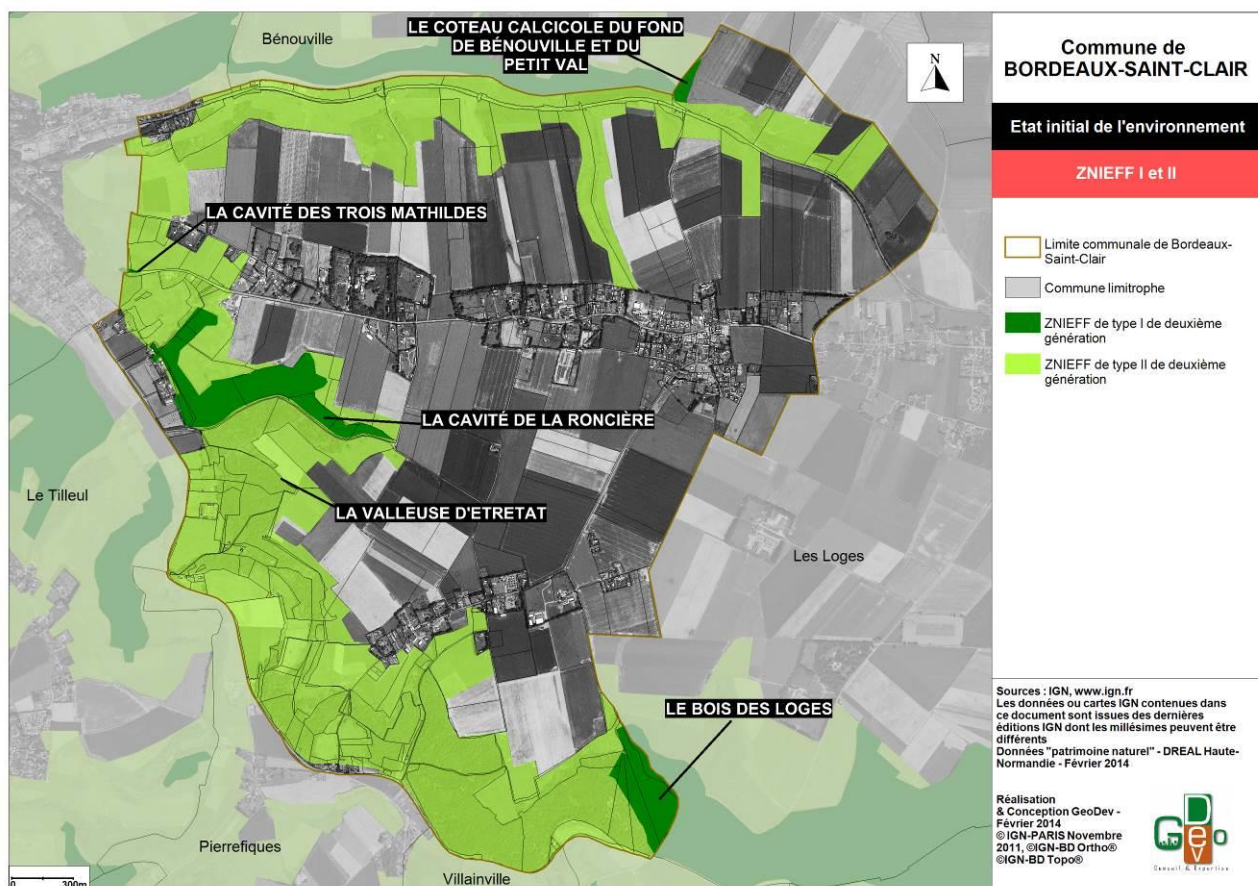 Bénouville
LE COTEAU CALCICOLE DU FOND
DE BÉNOUVILLE ET DU
PETIT VAL
N
LA CAVITÉ DES TROIS MATHILDES
LA CAVITÉ DE LA RONCIÈRE
Le Tilleul
LA VALLEUSE D'ETRETAT
Les Loges
LE BOIS DES LOGES
Pierrefiques
Villainville
0 300m
Commune de
BORDEAUX-SAINT-CLAIR
Etat initial de l'environnement
ZNIEFF I et II
Limite communale de Bordeaux-
Saint-Clair
Commune limitrophe
ZNIEFF de type I de deuxième
génération
ZNIEFF de type II de deuxième
génération
Sources : IGN, www.ign.fr
Les données ou cartes IGN contenues dans
ce document sont issues des dernières
éditions IGN dont les millésimes peuvent être
différents
Données "patrimoine naturel" - DREAL Haute-
Normandie - Février 2014
Réalisation
& Conception GeoDev -
Février 2014
© IGN-PARIS Novembre
2011, ©IGN-BD Ortho®
©IGN-BD Topo®
GeoDev
Conseil & Expertise